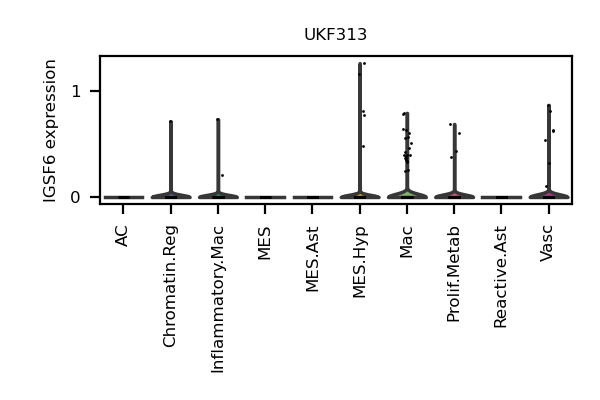 UKF313
IGSF6 expression
1
0
AC
Chromatin.Reg
Inflammatory.Mac
MES
MES.Ast
MES.Hyp
Mac
Prolif.Metab
Reactive.Ast
Vasc